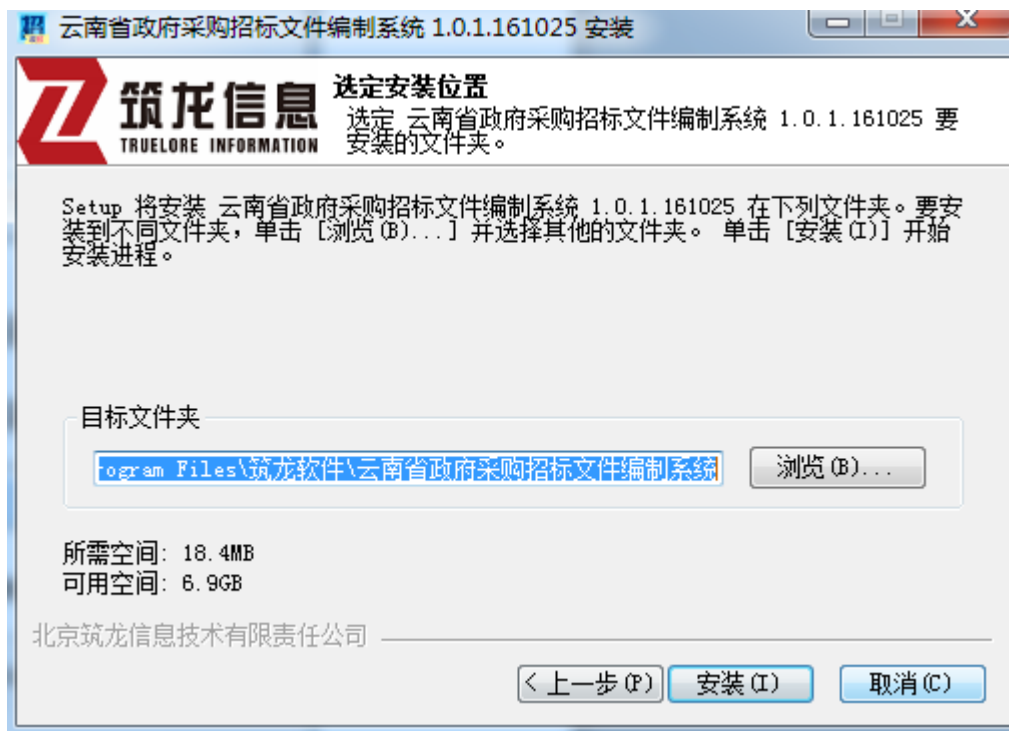 云南省政府采购招标文件编制系统 1.0.1.161025 安装
筑龙信息
TRUELORE INFORMATION
选定安装位置
选定 云南省政府采购招标文件编制系统 1.0.1.161025 要
安装的文件夹。
Setup 将安装 云南省政府采购招标文件编制系统 1.0.1.161025 在下列文件夹。要安
装到不同文件夹，单击 [浏览(B)...] 并选择其他的文件夹。 单击 [安装(I)] 开始
安装进程。
目标文件夹
rogram Files\筑龙软件\云南省政府采购招标文件编制系统
浏览(B)...
所需空间: 18.4MB
可用空间: 6.9GB
北京筑龙信息技术有限责任公司
< 上一步(P)
安装(I)
取消(C)